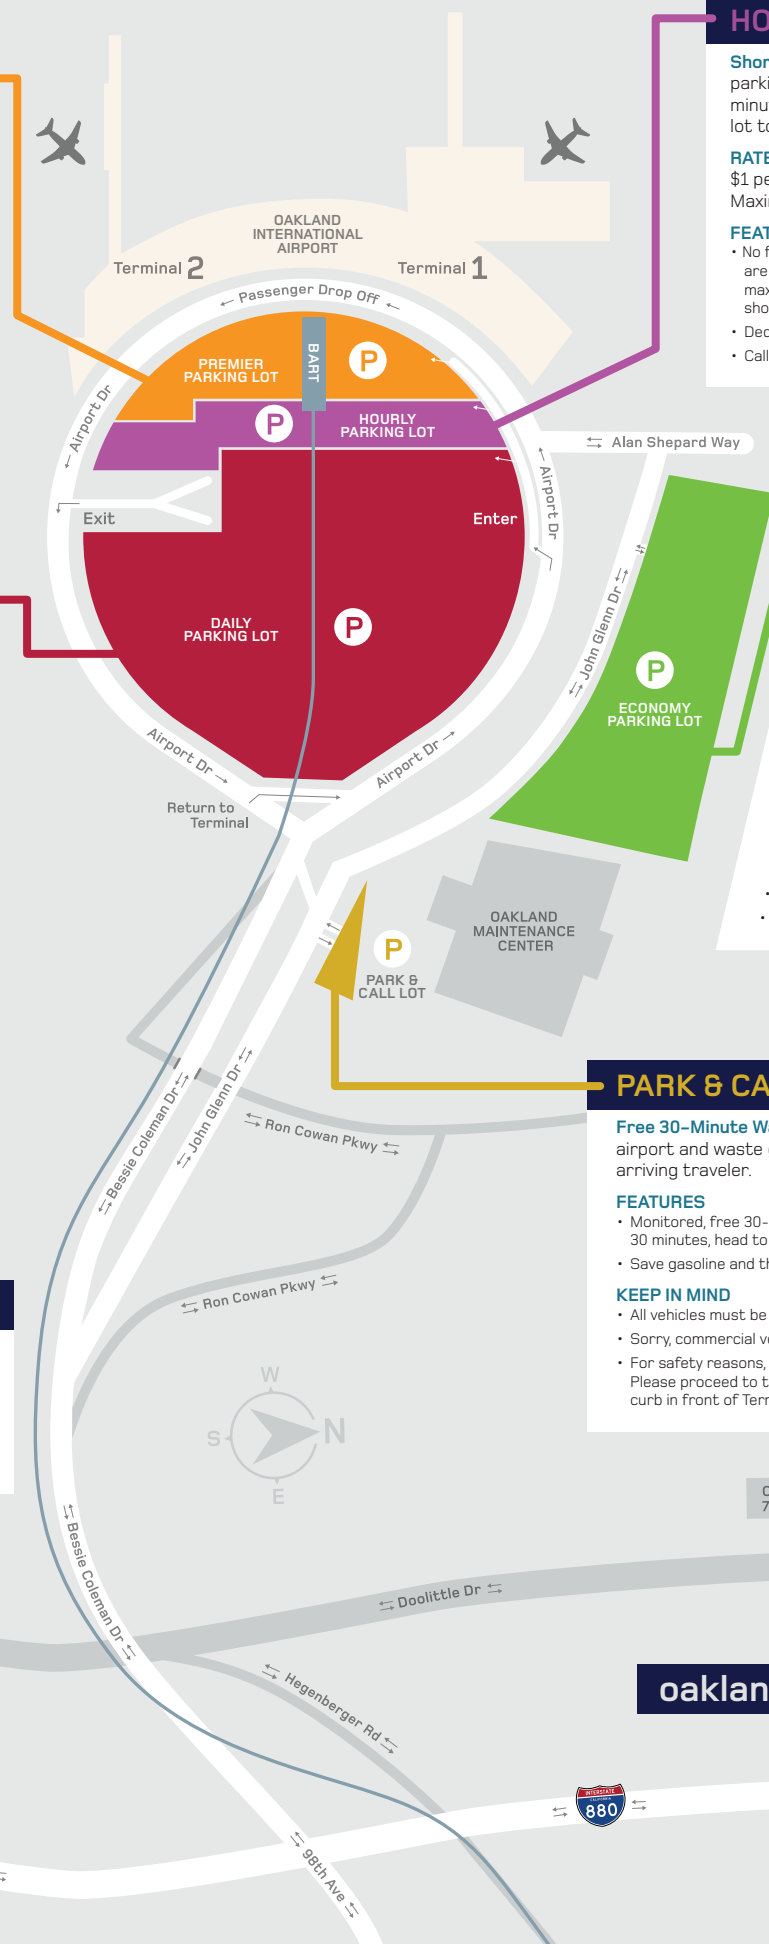 HO
Shor
parki
minu
lot to
RATE
$1 pe
Maxi
FEAT
• No f
are
max
sho
• Dec
• Call
OAKLAND
INTERNATIONAL
AIRPORT
Terminal 2
Terminal 1
Passenger Drop Off
PREMIER
PARKING LOT
P
BART
P
HOURLY
PARKING LOT
Airport Dr
Alan Shepard Way
Airport Dr
Exit
Enter
DAILY
PARKING LOT
P
John Glenn Dr
P
ECONOMY
PARKING LOT
Airport Dr
Airport Dr
Return to
Terminal
OAKLAND
MAINTENANCE
CENTER
P
PARK &
CALL LOT
Bessie Coleman Dr
John Glenn Dr
Ron Cowan Pkwy
PARK & CA
Free 30-Minute Wa
airport and waste
arriving traveler.
FEATURES
• Monitored, free 30-
30 minutes, head to
• Save gasoline and th
KEEP IN MIND
• All vehicles must be
• Sorry, commercial ve
• For safety reasons,
Please proceed to t
curb in front of Terr
Ron Cowan Pkwy
W
S
N
E
7
Bessie Coleman Dr
Doolittle Dr
Hegenberger Rd
oaklan
INTERSTATE
CALIFORNIA
880
98th Ave